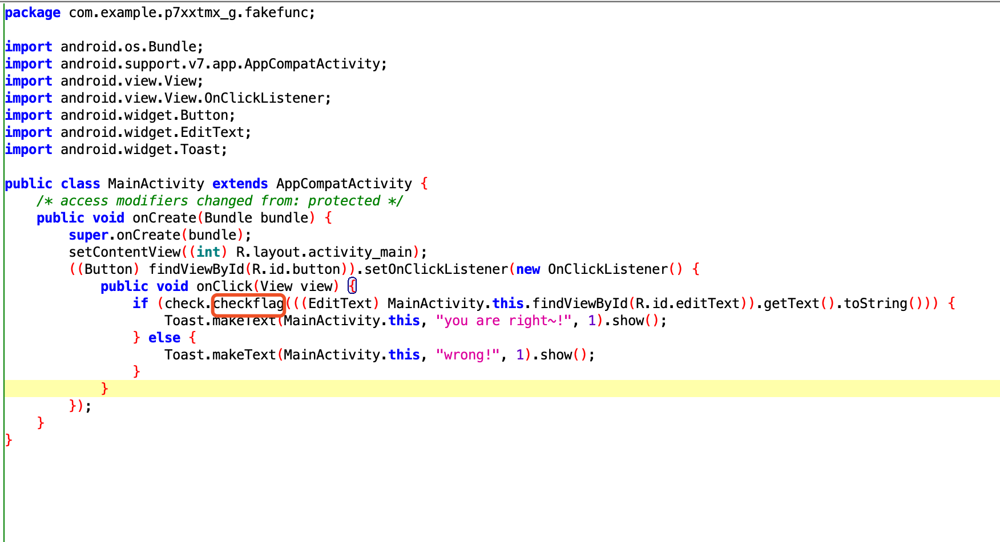 package com.example.p7xxtmx_g.fakefunc;
import android.os.Bundle;
import android.support.v7.app.AppCompatActivity;
import android.view.View;
import android.view.View.OnClickListener;
import android.widget.Button;
import android.widget.EditText;
import android.widget.Toast;
public class MainActivity extends AppCompatActivity {
/* access modifiers changed from: protected */
public void onCreate(Bundle bundle) {
super.onCreate(bundle);
setContentView((int) R.layout.activity_main);
((Button) findViewById(R.id.button)).setOnClickListener(new OnClickListener() {
public void onClick(View view) {
if (check.checkflag(((EditText) MainActivity.this.findViewById(R.id.editText)).getText().toString())) {
Toast.makeText(MainActivity.this, "you are right~!", 1).show();
} else {
Toast.makeText(MainActivity.this, "wrong!", 1).show();
}
}
});
}
}